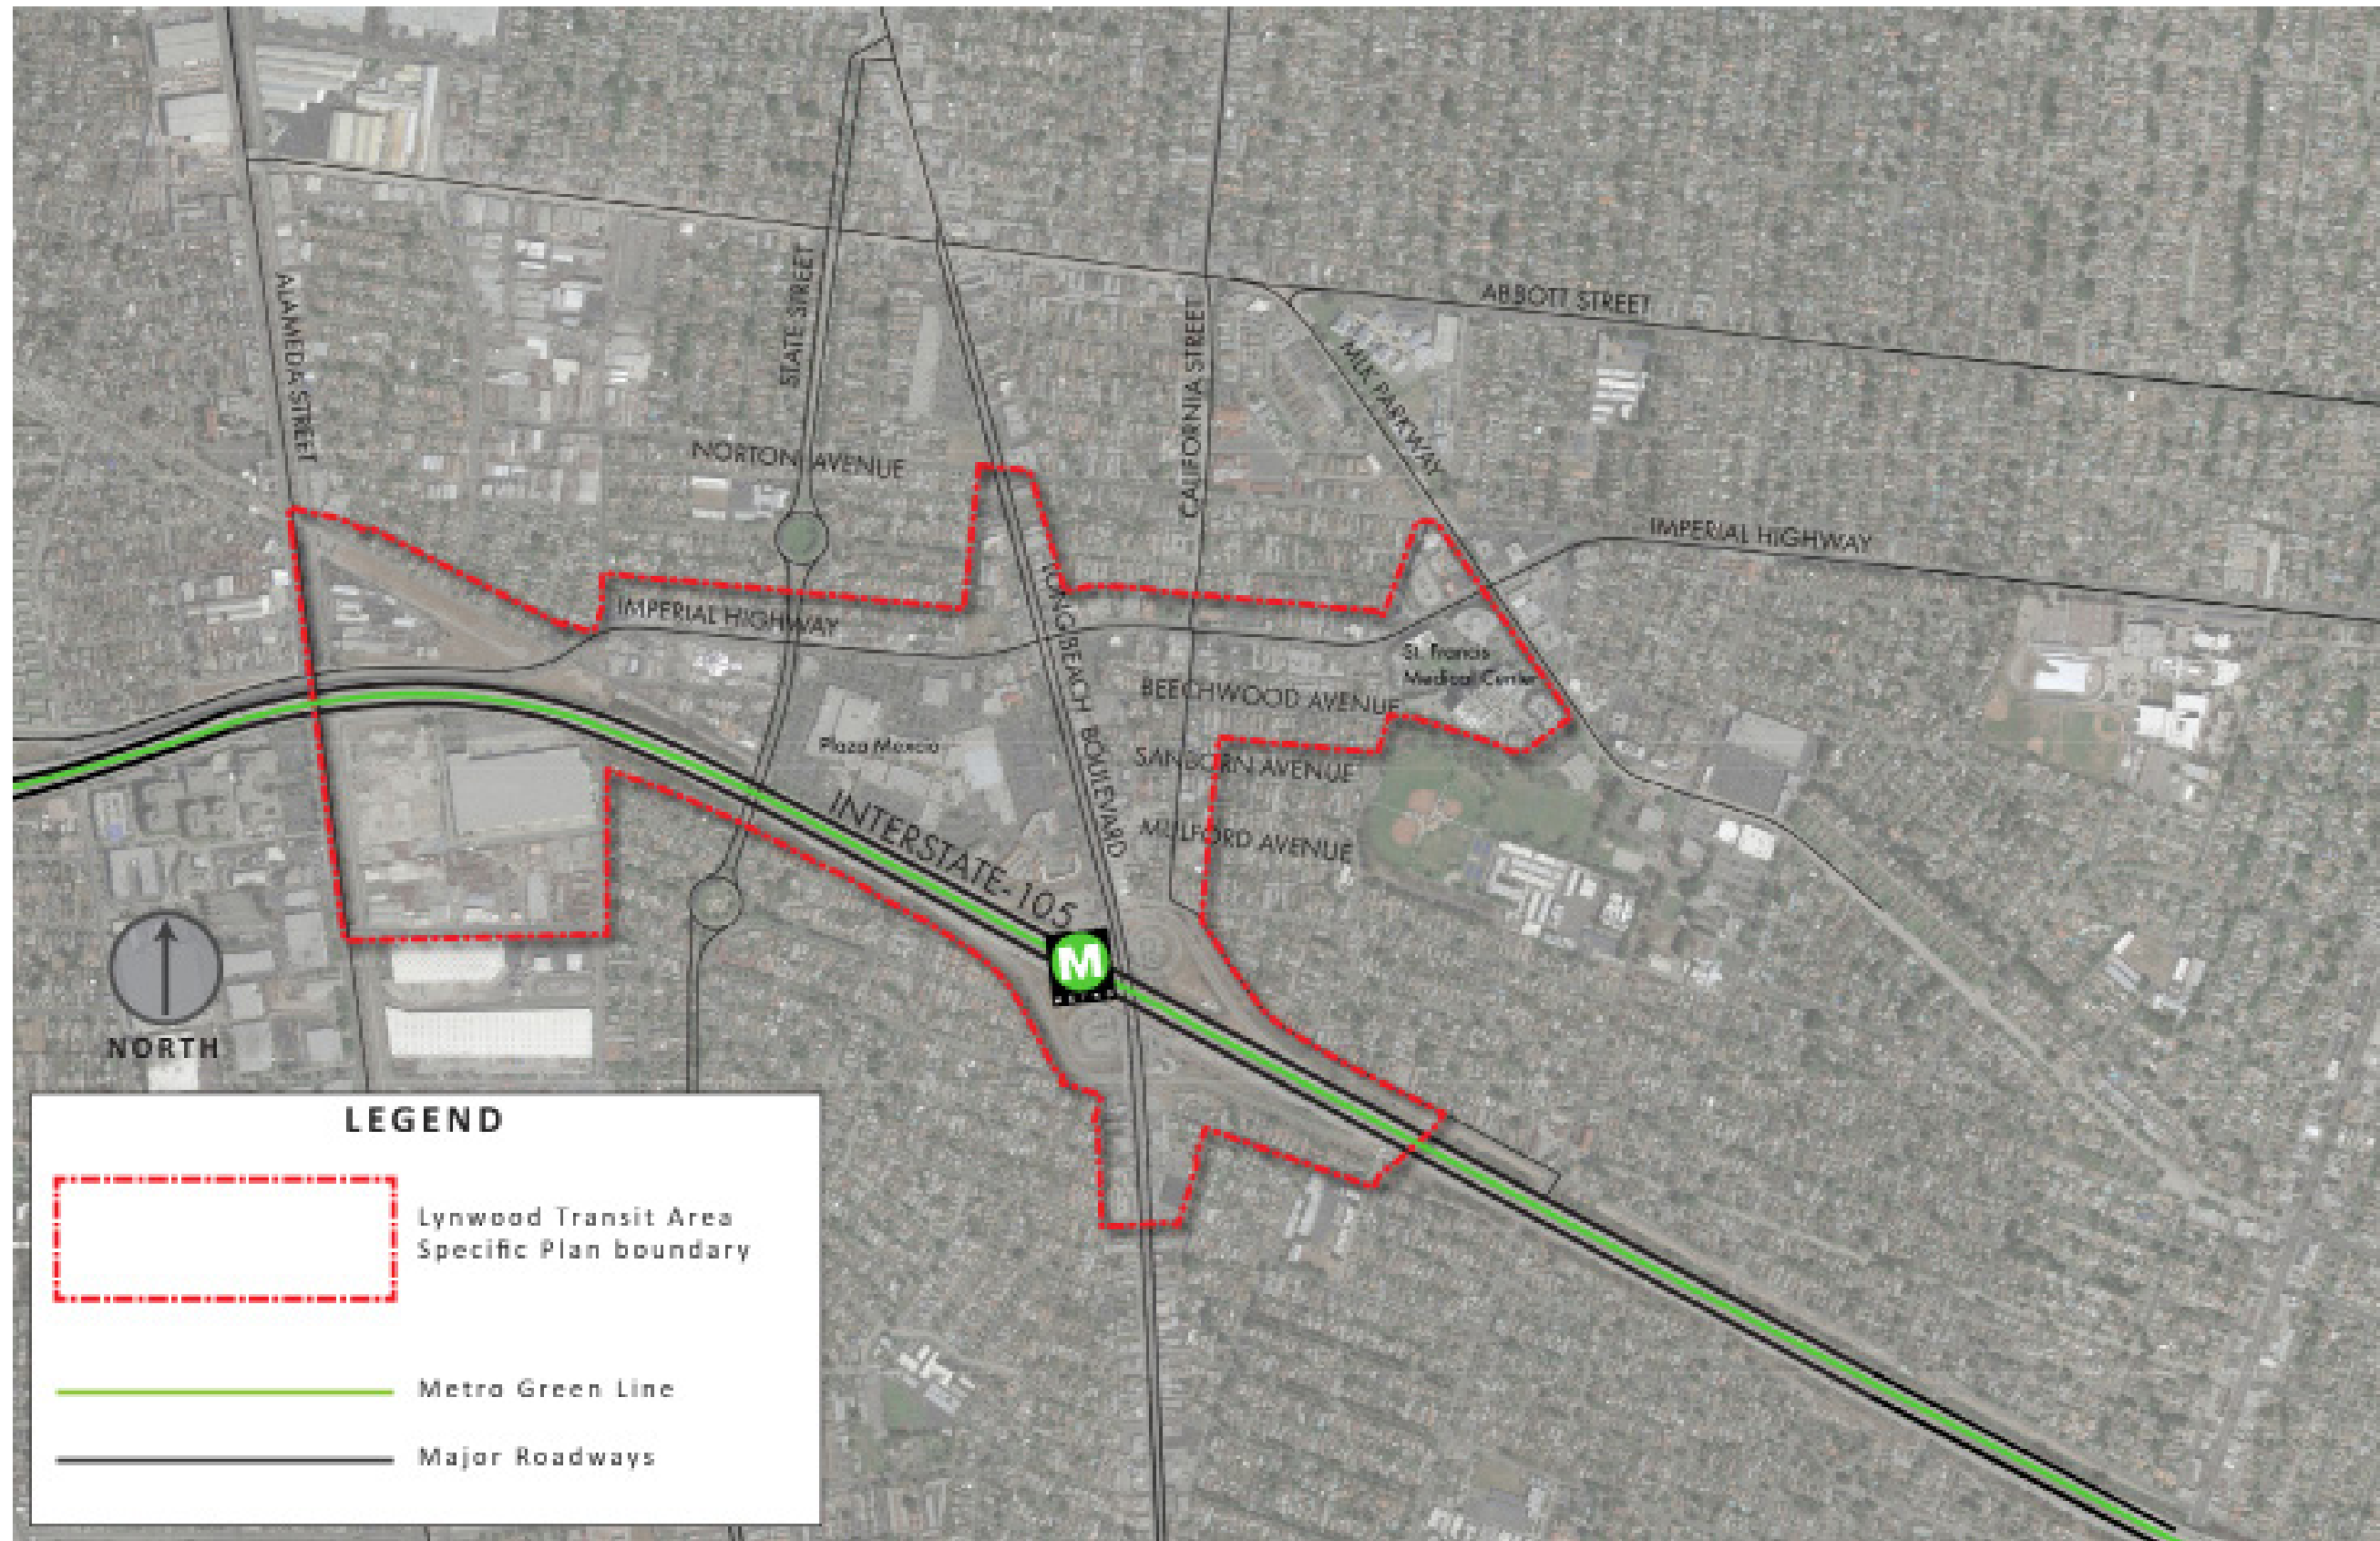 ALAMEDA STREET
STATE STREET
NORTON AVENUE
CALIFORNIA STREET
ABBOTT STREET
MLK PARKWAY
IMPERIAL HIGHWAY
IMPERIAL HIGHWAY
LONG BEACH BOULEVARD
St. Francis
Medical Center
BEECHWOOD AVENUE
SANBORN AVENUE
MULFORD AVENUE
Plaza Mexcio
INTERSTATE-105
M
NORTH
LEGEND
Lynwood Transit Area
Specific Plan boundary
Metro Green Line
Major Roadways